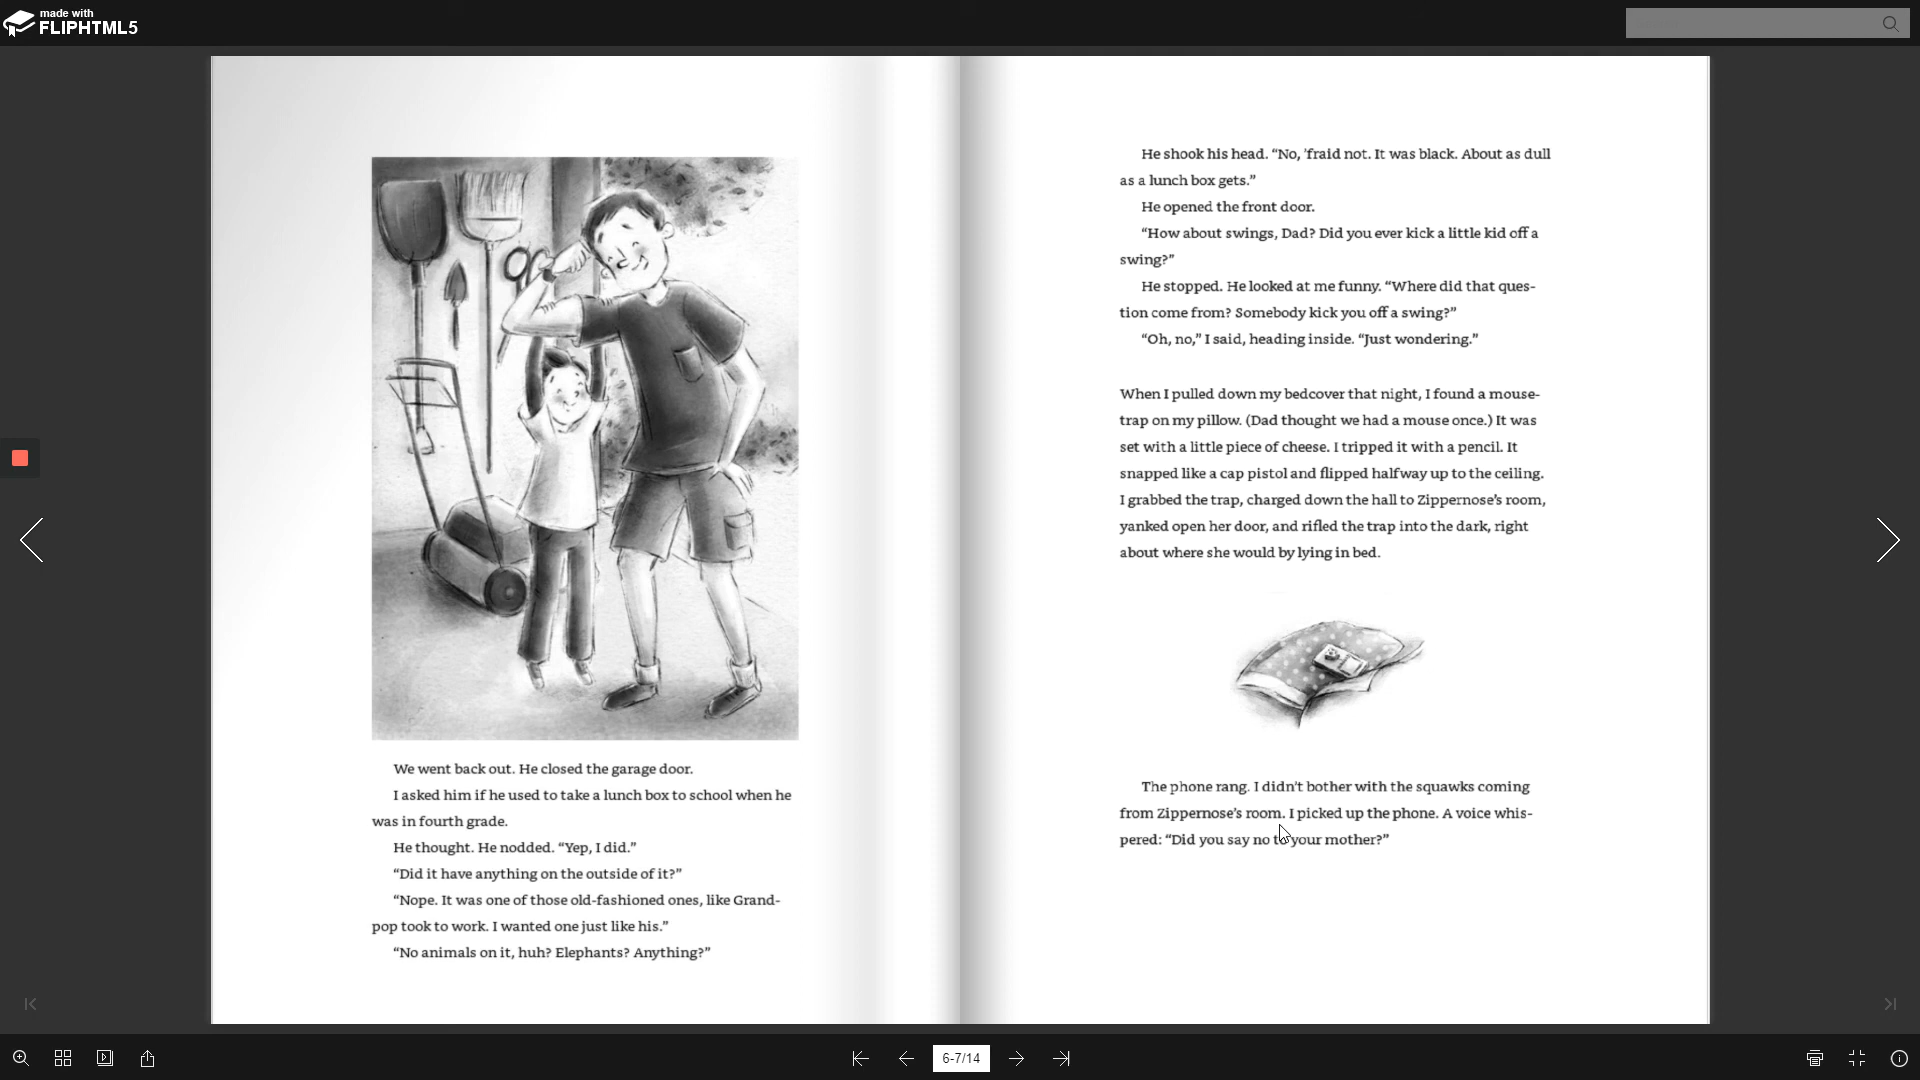 made with
FLIPHTML5
We went back out. He closed the garage door.
I asked him if he used to take a lunch box to school when he
was in fourth grade.
He thought. He nodded. “Yep, I did.”
“Did it have anything on the outside of it?”
“Nope. It was one of those old-fashioned ones, like Grand-
pop took to work. I wanted one just like his.”
“No animals on it, huh? Elephants? Anything?”
He shook his head. “No, ’fraid not. It was black. About as dull
as a lunch box gets.”
He opened the front door.
“How about swings, Dad? Did you ever kick a little kid off a
swing?”
He stopped. He looked at me funny. “Where did that ques-
tion come from? Somebody kick you off a swing?”
“Oh, no,” I said, heading inside. “Just wondering.”
When I pulled down my bedcover that night, I found a mouse-
trap on my pillow. (Dad thought we had a mouse once.) It was
set with a little piece of cheese. I tripped it with a pencil. It
snapped like a cap pistol and flipped halfway up to the ceiling.
I grabbed the trap, charged down the hall to Zippernose’s room,
yanked open her door, and rifled the trap into the dark, right
about where she would by lying in bed.
The phone rang. I didn’t bother with the squawks coming
from Zippernose’s room. I picked up the phone. A voice whis-
pered: “Did you say no to your mother?”
6-7/14